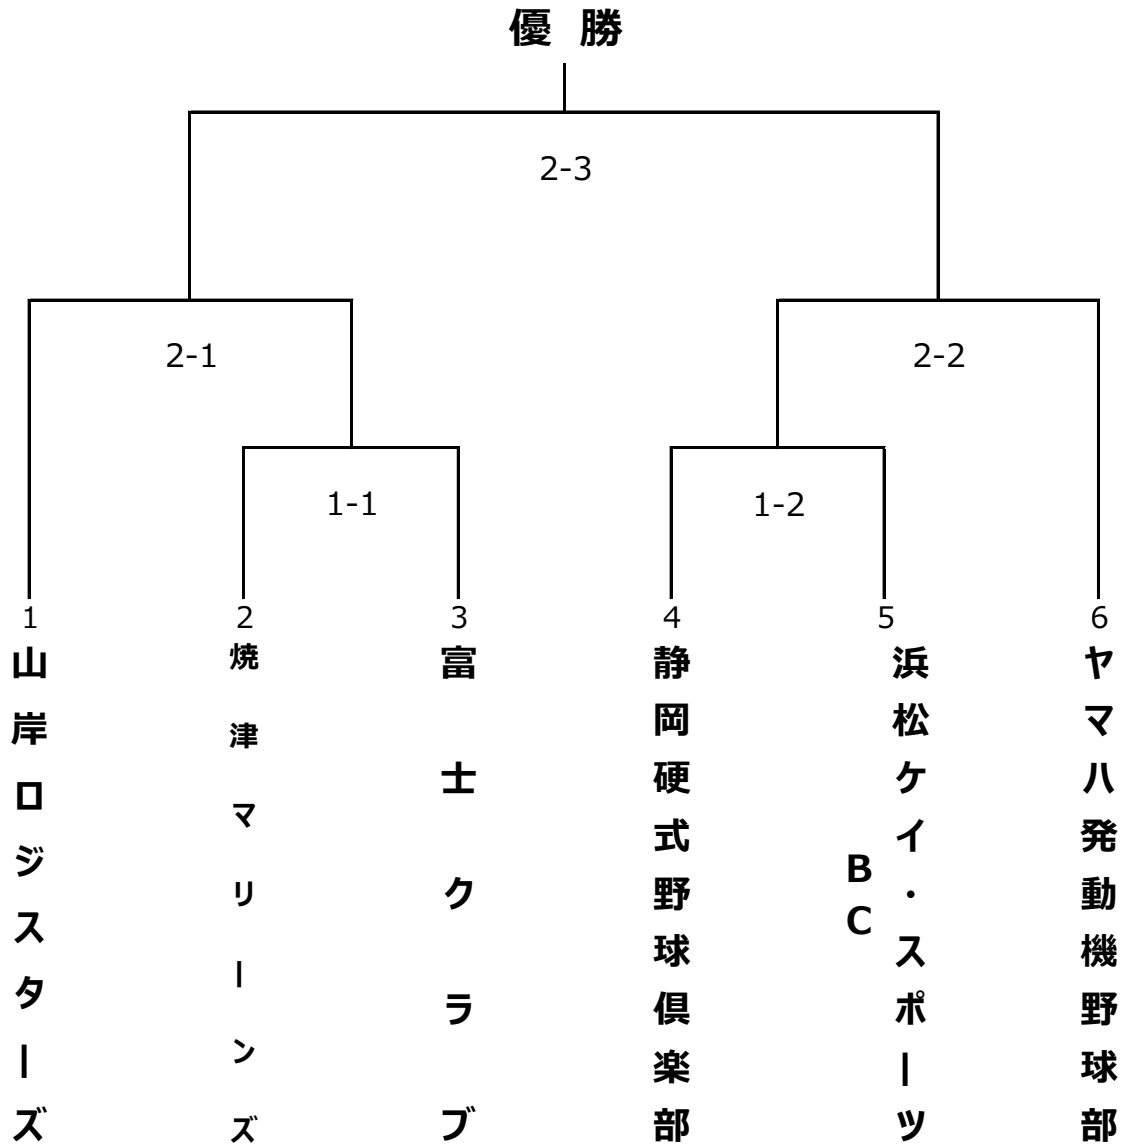 優 勝
2-3
2-1
2-2
1-1
1-2
1
2
3
4
5
6
山岸ロジスターズ
焼津マリーンズ
富士クラブ
静岡硬式野球倶楽部
浜松ケイ・スポーツ
BC
ヤマハ発動機野球部